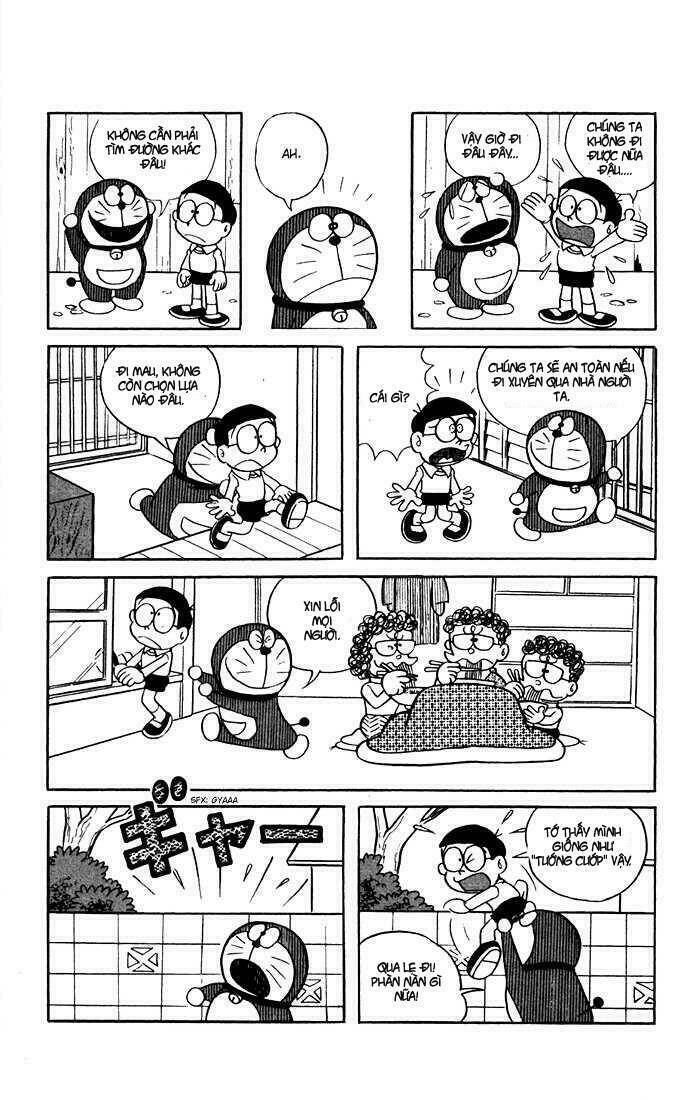 CHÚNG TA
KHÔNG ĐI
ĐƯỢC NỮA
ĐÂU....
VẬY GIỜ ĐI
ĐÂU ĐÂY...
AH.
KHÔNG CẦN PHẢI
TÌM ĐƯỜNG KHÁC
ĐÂU!
CHÚNG TA SẼ AN TOÀN NẾU
ĐI XUYÊN QUA NHÀ NGƯỜI
TA.
CÁI GÌ?
ĐI MAU, KHÔNG
CÒN CHỌN LỰA
NÀO ĐÂU.
XIN LỖI
MỌI
NGƯỜI.
TỚ THẤY MÌNH
GIỐNG NHƯ
"TƯỚNG CƯỚP" VẬY.
QUA LẸ ĐI!
PHÀN NÀN GÌ
NỮA!
SFX: GYAAA
ギャー